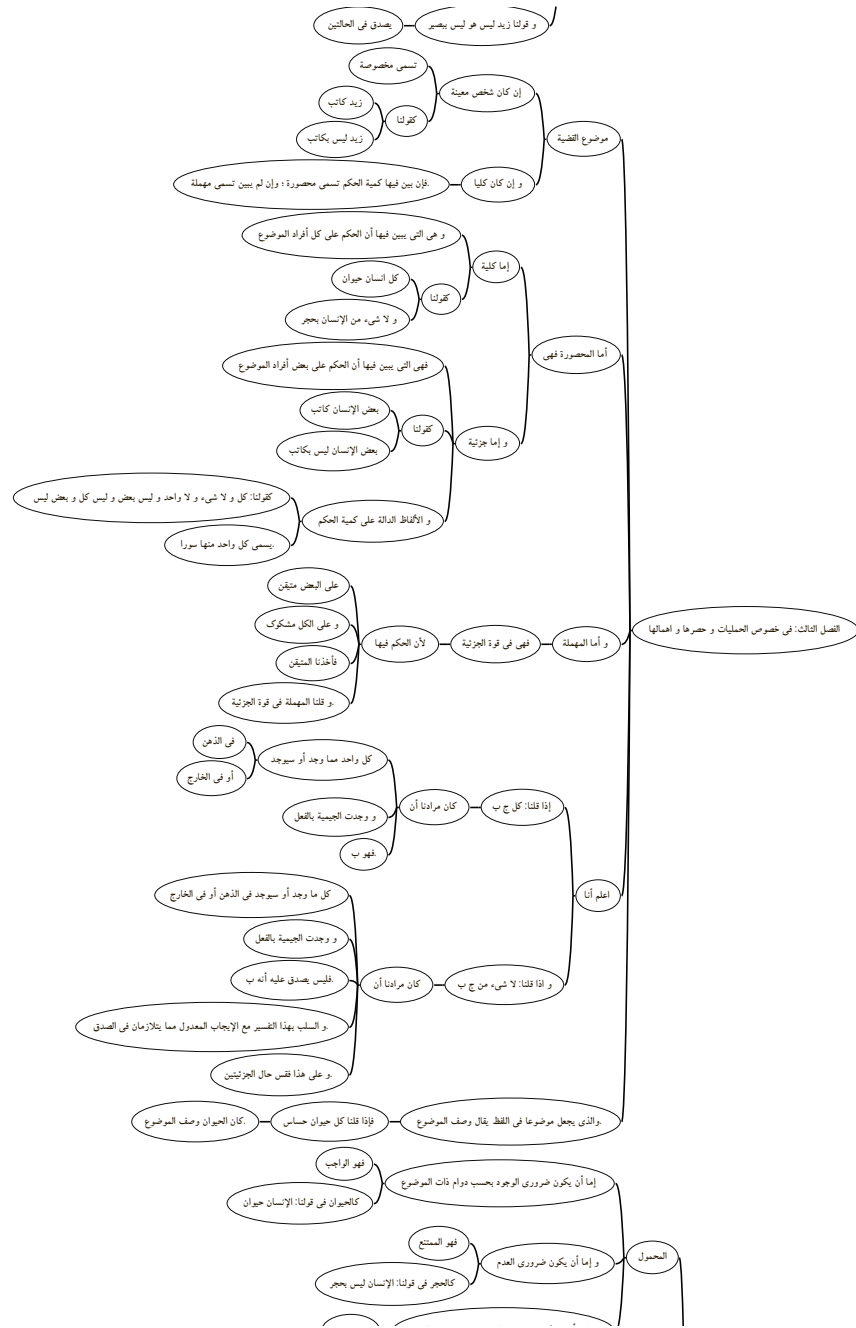 و قولنا زيد ليس هو ليس ببصير
يصدق فى الحالتين
الفصل الثالث: فى خصوص الحمليات و حصرها و اهمالها
موضوع القضية
إن كان شخص معينة
تسمى مخصوصة
كقولنا
زيد كاتب
زيد ليس بكاتب
و إن كان كليا
فإن بين فيها كمية الحكم تسمى محصورة ؛ وإن لم يبين تسمى مهملة.
أما المحصورة فهى
إما كلية
و هى التى يبين فيها أن الحكم على كل أفراد الموضوع
كقولنا
كل انسان حيوان
و لا شىء من الإنسان بحجر
و إما جزئية
فهى التى يبين فيها أن الحكم على بعض أفراد الموضوع
كقولنا
بعض الإنسان كاتب
بعض الإنسان ليس بكاتب
و الألفاظ الدالة على كمية الحكم
كقولنا: كل و لا شىء و لا واحد و ليس بعض و ليس كل و بعض ليس
يسمى كل واحد منها سورا.
و أما المهملة
فهى فى قوة الجزئية
لأن الحكم فيها
على البعض متيقن
و على الكل مشكوك
فأخذنا المتيقن
و قلنا المهملة فى قوة الجزئية.
اعلم أنا
إذا قلنا: كل ج ب
كان مرادنا أن
كل واحد مما وجد أو سيوجد
فى الذهن
أو فى الخارج
و وجدت الجيمية بالفعل
فهو ب.
و اذا قلنا: لا شىء من ج ب
كان مرادنا أن
كل ما وجد أو سيوجد فى الذهن أو فى الخارج
و وجدت الجيمية بالفعل
فليس يصدق عليه أنه ب.
و السلب بهذا التفسير مع الإيجاب المعدول مما يتلازمان فى الصدق.
و على هذا فقس حال الجزئيتين.
والذى يجعل موضوعا فى اللفظ يقال وصف الموضوع.
فإذا قلنا كل حيوان حساس
كان الحيوان وصف الموضوع.
المحمول
إما أن يكون ضرورى الوجود بحسب دوام ذات الموضوع
فهو الواجب
كالحيوان فى قولنا: الإنسان حيوان
و إما أن يكون ضرورى العدم
فهو الممتنع
كالحجر فى قولنا: الإنسان ليس بحجر